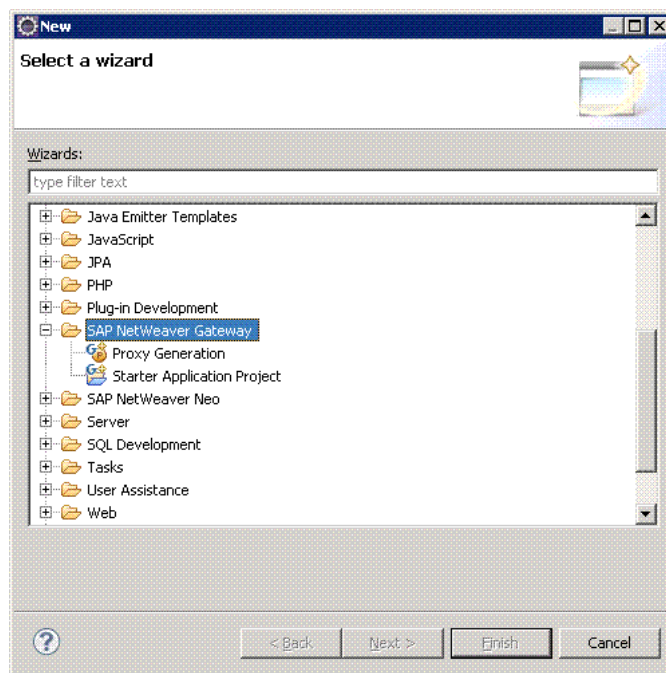 New
Select a wizard
Wizards:
type filter text
Java Emitter Templates
JavaScript
JPA
PHP
Plug-in Development
SAP NetWeaver Gateway
Proxy Generation
Starter Application Project
SAP NetWeaver Neo
Server
SQL Development
Tasks
User Assistance
Web
< Back Next > Finish Cancel